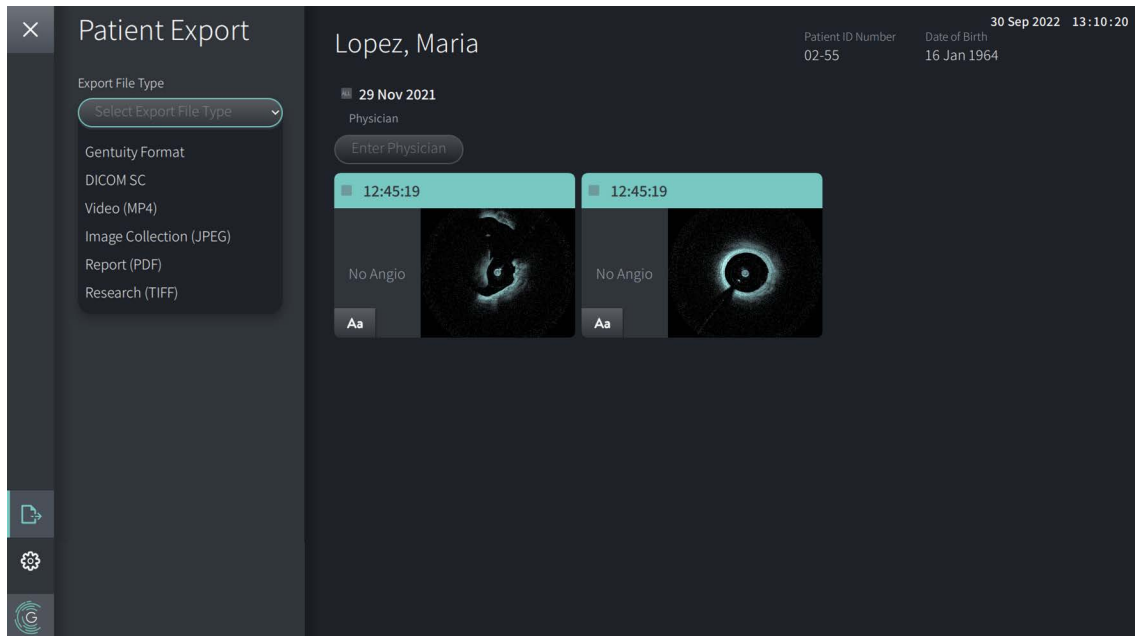 30 Sep 2022 13:10:20
Patient Export
Lopez, Maria
Patient ID Number
02-55
Date of Birth
16 Jan 1964
Export File Type
Select Export File Type
Gentuity Format
DICOM SC
Video (MP4)
Image Collection (JPEG)
Report (PDF)
Research (TIFF)
ALL 29 Nov 2021
Physician
Enter Physician
12:45:19
No Angio
Aa
12:45:19
No Angio
Aa
G